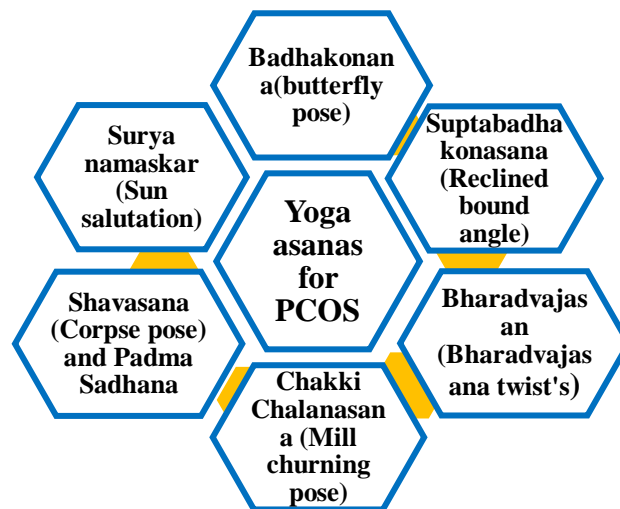 Badhakonan
a(butterfly
pose)
Suptabadha
konasana
(Reclined
bound
angle)
Bharadvajas
an
(Bharadvajas
ana twist's)
Chakki
Chalanasan
a (Mill
churning
pose)
Shavasana
(Corpse pose)
and Padma
Sadhana
Surya
namaskar
(Sun
salutation)
Yoga
asanas
for
PCOS